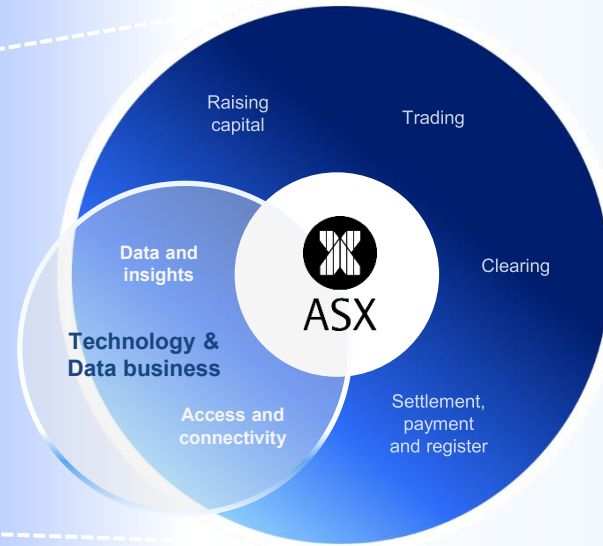 Raising
capital
Trading
Data and
insights
ASX
Clearing
Technology &
Data business
Access and
connectivity
Settlement,
payment
and register